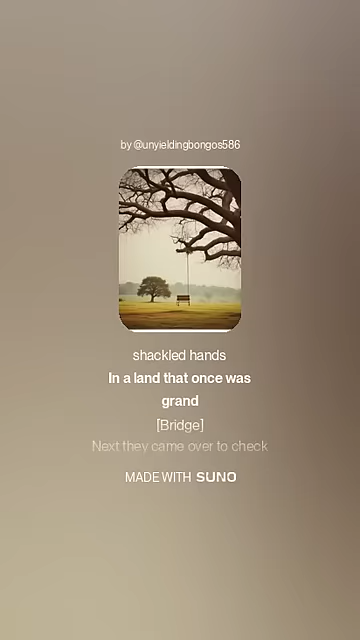 by @unyieldingbongos586
shackled hands
In a land that once was
grand
[Bridge]
Next they came over to check
MADE WITH SUNO